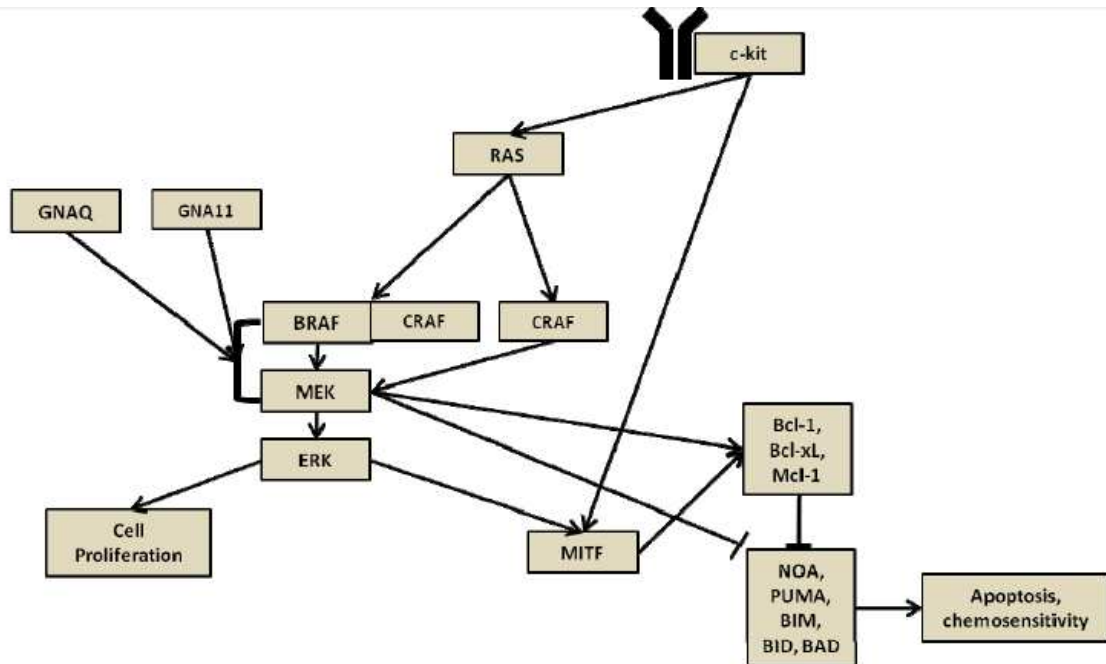 c-kit
RAS
GNAQ
GNA11
BRAF
CRAF
CRAF
MEK
ERK
Bcl-1,
Bcl-xL,
Mcl-1
Cell
Proliferation
MITF
NOA,
PUMA,
BIM,
BID, BAD
Apoptosis,
chemosensitivity